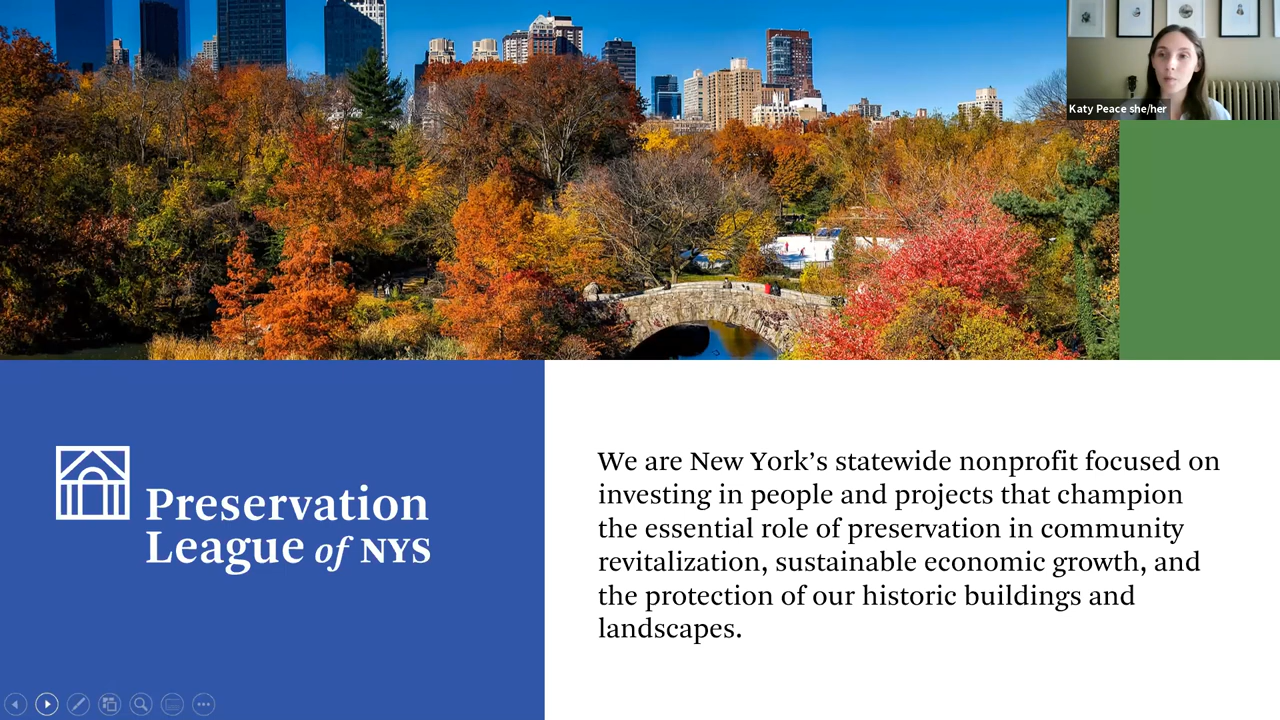 Katy Peace she/her
Preservation
League of NYS
We are New York’s statewide nonprofit focused on
investing in people and projects that champion
the essential role of preservation in community
revitalization, sustainable economic growth, and
the protection of our historic buildings and
landscapes.